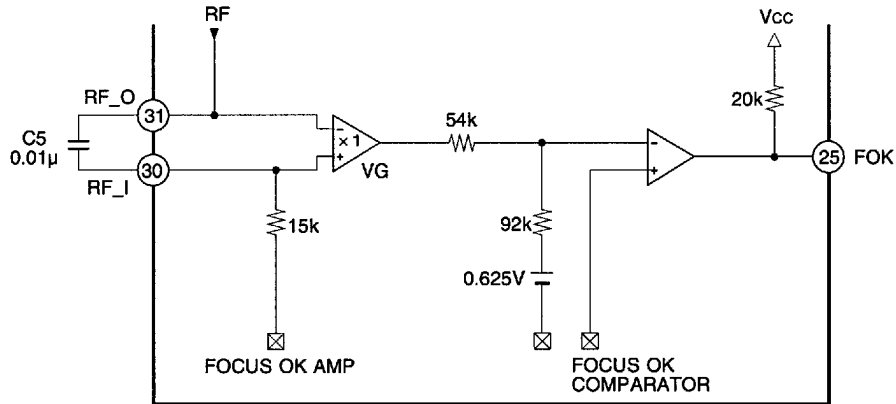 RF
Vcc
RF_O
31
20k
54k
C5
0.01µ
−
× 1
+
−
+
25
FOK
30
RF_I
VG
15k
92k
0.625V
FOCUS OK AMP
FOCUS OK
COMPARATOR